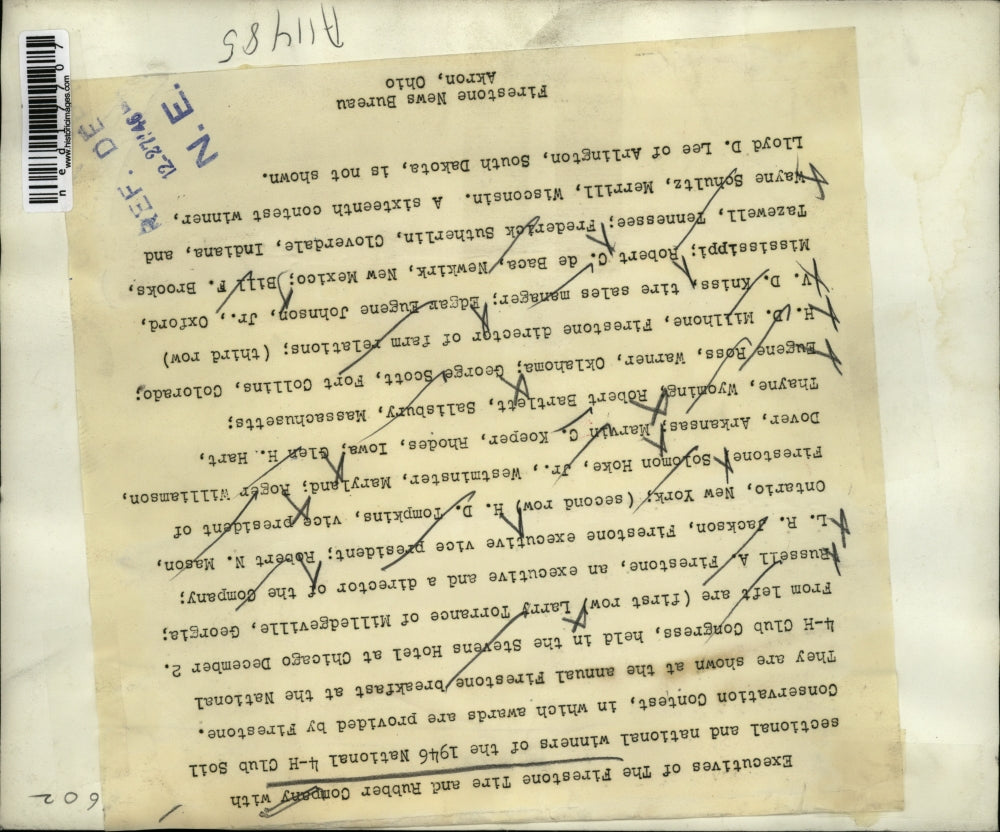 Executives of The Firestone Tire and Rubber Company with
sectional and national winners of the 1946 National 4-H Club Soil
Conservation Contest, in which awards are provided by Firestone.
They are shown at the annual Firestone breakfast at the National
4-H Club Congress, held in the Stevens Hotel at Chicago December 2.
From left are (first row) Larry Torrance of Milledgeville, Georgia;
Russell A. Firestone, an executive and a director of the Company;
L. R. Jackson, Firestone executive vice president; Robert N. Mason,
Ontario, New York; (second row) H. D. Tompkins, vice president of
Firestone; Solomon Hoke, Jr., Westminster, Maryland; Roger Williamson,
Dover, Arkansas; Marvin C. Koeper, Rhodes, Iowa; Glen H. Hart,
Thayne, Wyoming; Robert Bartlett, Salisbury, Massachusetts;
Eugene Ross, Warner, Oklahoma; George Scott, Fort Collins, Colorado;
H. D. Millhone, Firestone director of farm relations; (third row)
V. D. Kniss, tire sales manager; Edgar Eugene Johnson, Jr., Oxford,
Mississippi; Robert C. de Baca, Newkirk, New Mexico; Bill F. Brooks,
Tazewell, Tennessee; Frederick Sutherlin, Cloverdale, Indiana, and
Wayne Schultz, Merrill, Wisconsin. A sixteenth contest winner,
Lloyd D. Lee of Arlington, South Dakota, is not shown.
Firestone News Bureau
Akron, Ohio
A11485
REF. DE
12-27-46
N. E.
www.historicimages.com
602